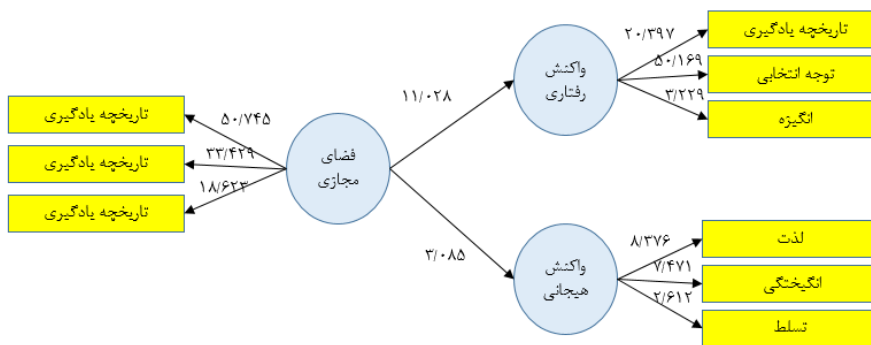 تاریخچه یادگیری
۲۰/۳۹۷
واکنش
رفتاری
توجه انتخابی
۵۰/۱۶۹
انگیزه
۳/۲۲۹
۱۱/۰۲۸
تاریخچه یادگیری
۵۰/۷۴۵
فضای
مجازی
تاریخچه یادگیری
۳۳/۴۲۹
تاریخچه یادگیری
۱۸/۶۲۳
۳/۰۸۵
لذت
۸/۳۷۶
واکنش
هیجانی
انگیختگی
۷/۴۷۱
تسلط
۲/۶۱۲